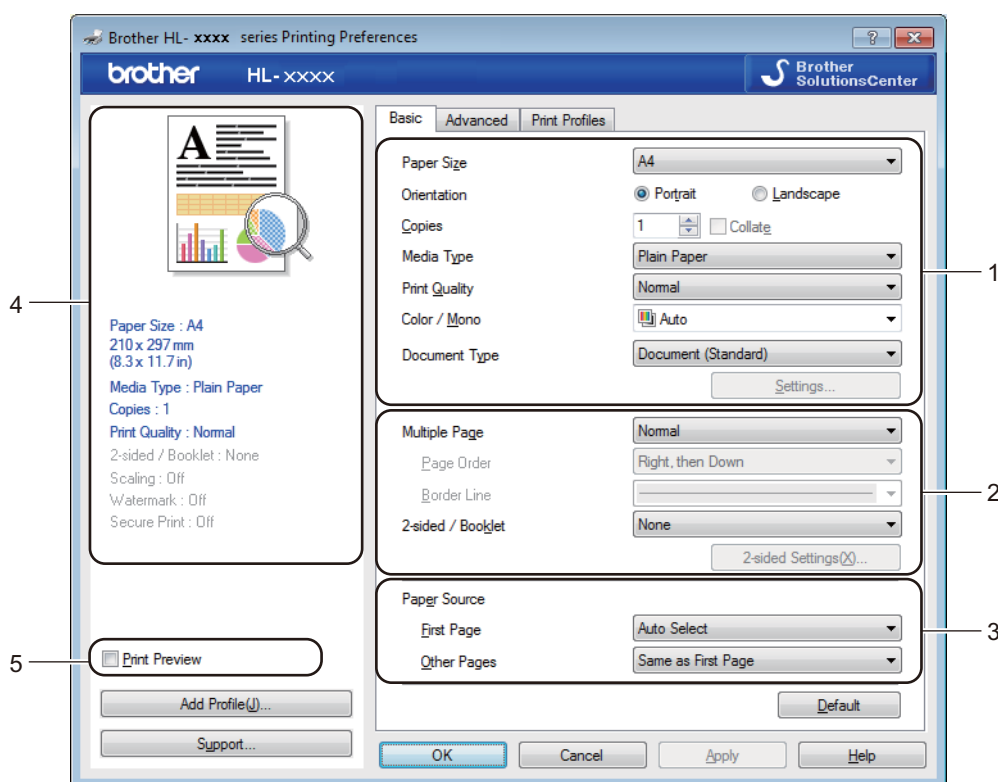 Brother HL- xxxx series Printing Preferences
brother HL-xxxx
Brother
SolutionsCenter
Basic Advanced Print Profiles
A
Paper Size : A4
210 x 297 mm
(8.3 x 11.7 in)
Media Type : Plain Paper
Copies : 1
Print Quality : Normal
2-sided / Booklet : None
Scaling : Off
Watermark : Off
Secure Print : Off
4
Print Preview
5
Add Profile(J)...
Support...
Paper Size A4
Orientation Portrait Landscape
Copies 1 Collate
Media Type Plain Paper
Print Quality Normal
Color / Mono Auto
Document Type Document (Standard)
Settings...
1
Multiple Page Normal
Page Order Right, then Down
Border Line
2-sided / Booklet None
2-sided Settings(X)...
2
Paper Source
First Page Auto Select
Other Pages Same as First Page
3
Default
OK Cancel Apply Help